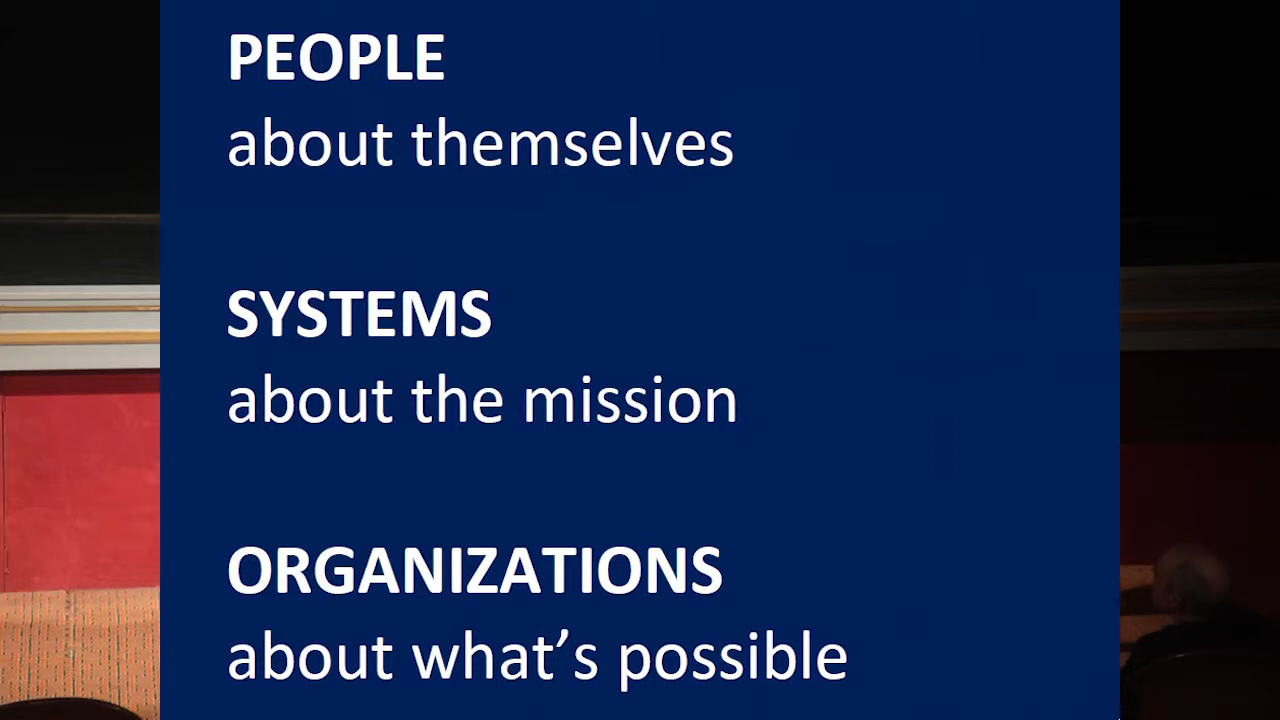 PEOPLE
about themselves
SYSTEMS
about the mission
ORGANIZATIONS
about what’s possible